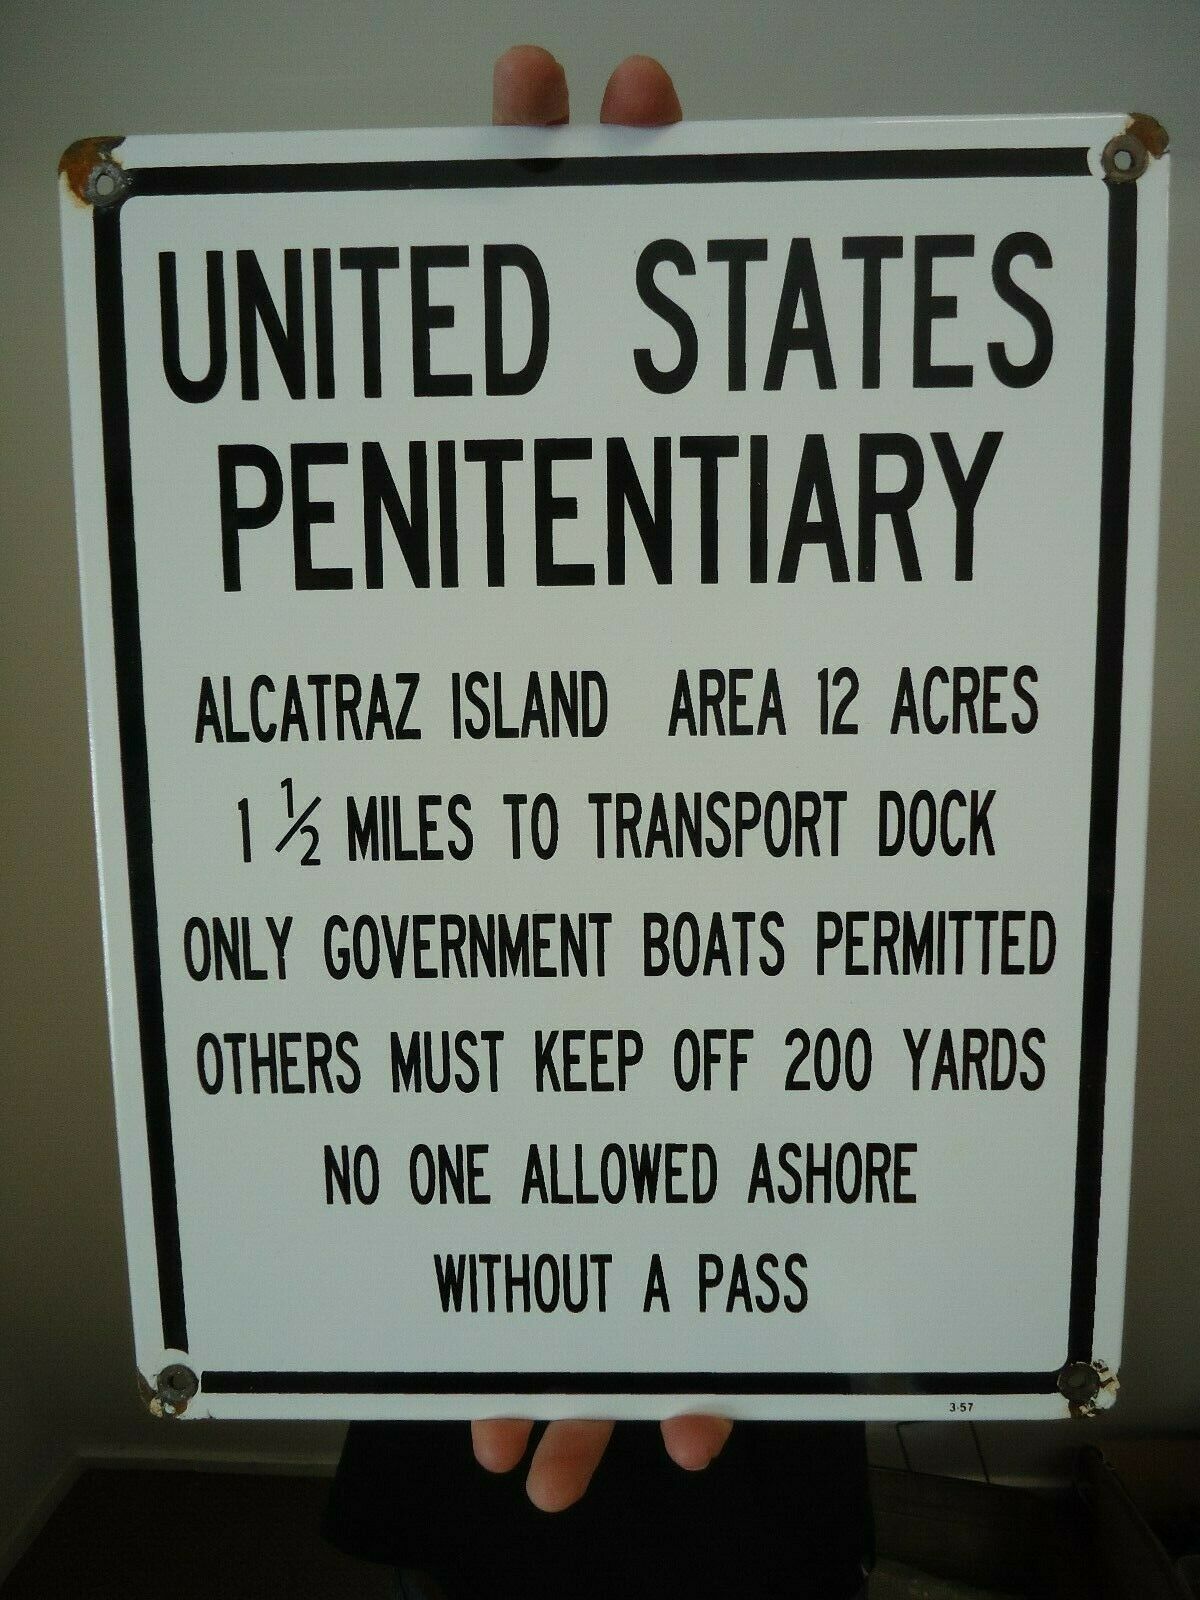 UNITED STATES
PENITENTIARY
ALCATRAZ ISLAND AREA 12 ACRES
1 1/2 MILES TO TRANSPORT DOCK
ONLY GOVERNMENT BOATS PERMITTED
OTHERS MUST KEEP OFF 200 YARDS
NO ONE ALLOWED ASHORE
WITHOUT A PASS
3-57